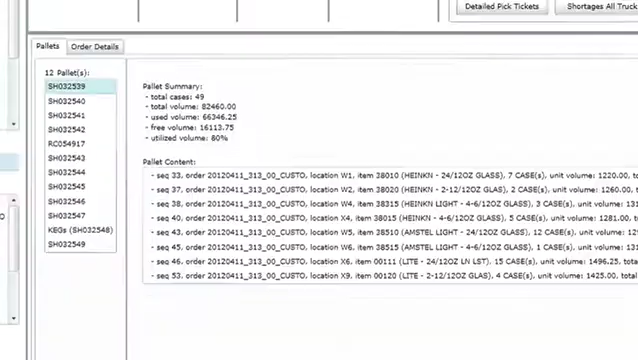 Detailed Pick Tickets
Shortages All Truck
Pallets
Order Details
12 Pallet(s):
SH032539
SH032540
SH032541
SH032542
RC054917
SH032543
SH032544
SH032545
SH032546
SH032547
KEGs (SH032548)
SH032549
Pallet Summary:
- total cases: 49
- total volume: 82460.00
- used volume: 66346.25
- free volume: 16113.75
- utilized volume: 80%
Pallet Content:
- seq 33, order 20120411_313_00_CUSTO, location W1, item 38010 (HEINKN - 24/12OZ GLASS), 7 CASE(s), unit volume: 1220.00
- seq 37, order 20120411_313_00_CUSTO, location W2, item 38020 (HEINKN - 2-12/12OZ GLAS), 2 CASE(s), unit volume: 1260.00
- seq 38, order 20120411_313_00_CUSTO, location W4, item 38315 (HEINKN LIGHT - 4-6/12OZ GLAS), 3 CASE(s), unit volume: 131
- seq 40, order 20120411_313_00_CUSTO, location X4, item 38015 (HEINKN - 4-6/12OZ GLASS), 5 CASE(s), unit volume: 1281.00
- seq 43, order 20120411_313_00_CUSTO, location W5, item 38510 (AMSTEL LIGHT - 24/12OZ GLAS), 12 CASE(s), unit volume: 12
- seq 45, order 20120411_313_00_CUSTO, location W6, item 38515 (AMSTEL LIGHT - 4-6/12OZ GLASS), 1 CASE(s), unit volume: 13
- seq 46, order 20120411_313_00_CUSTO, location X6, item 00111 (LITE - 24/12OZ LN LST), 15 CASE(s), unit volume: 1496.25, to
- seq 53, order 20120411_313_00_CUSTO, location X9, item 00120 (LITE - 2-12/12OZ GLAS), 4 CASE(s), unit volume: 1425.00, to